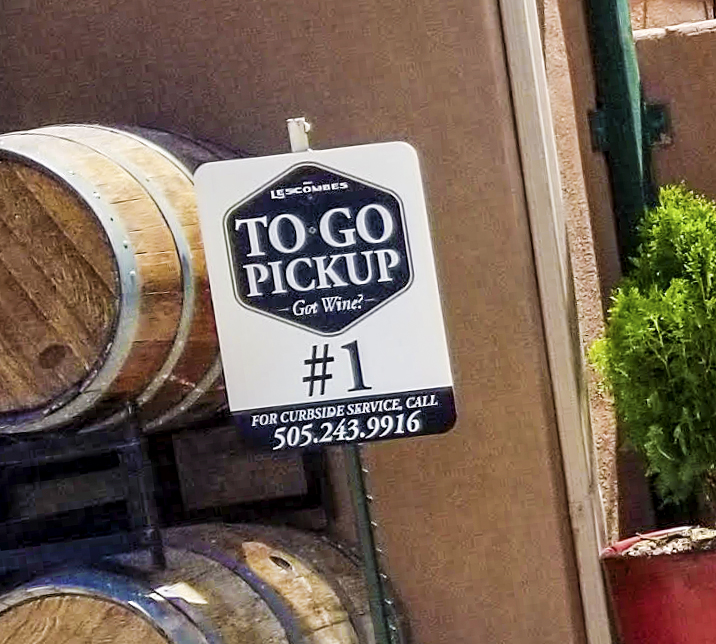 LESCOMBES
TO·GO
PICKUP
Got Wine?
#1
FOR CURBSIDE SERVICE, CALL
505.243.9916